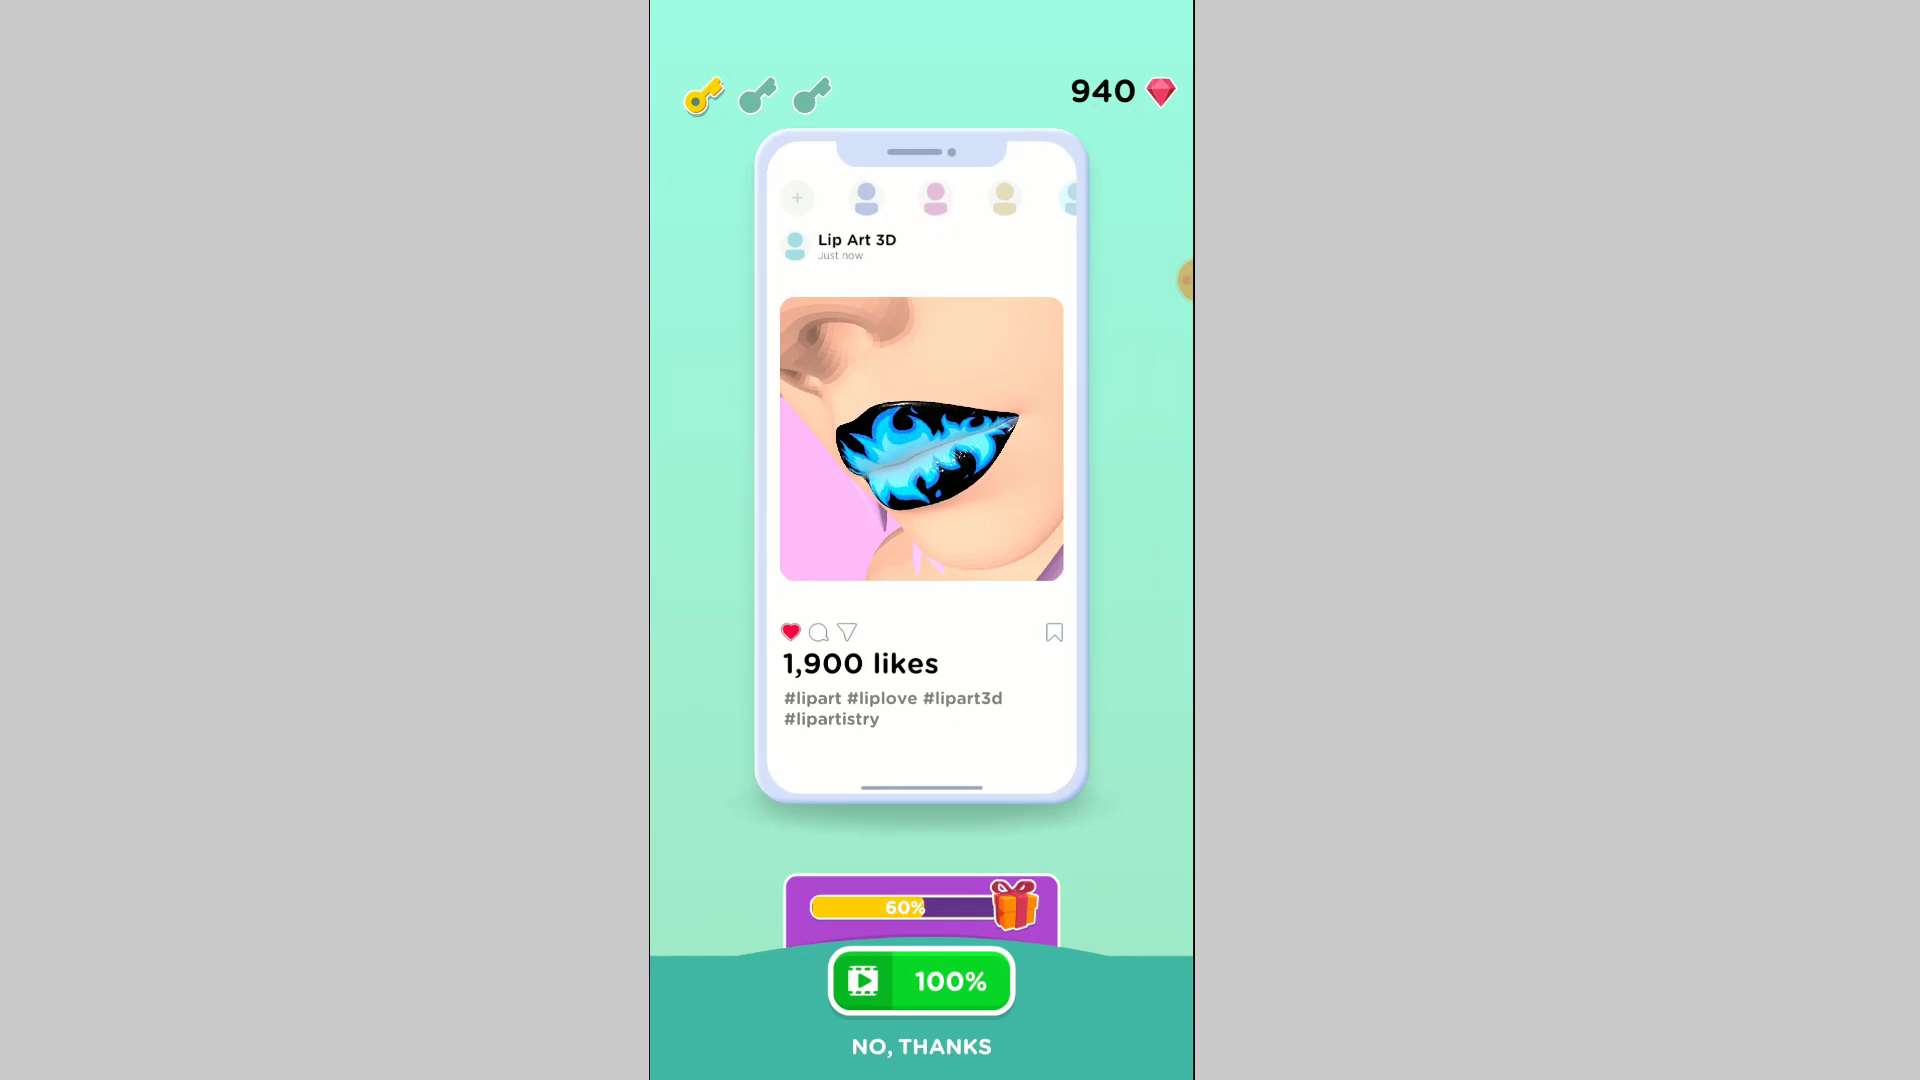 940
Lip Art 3D
Just now
1,900 likes
#lipart #liplove #lipart3d
#lipartistry
60%
100%
NO, THANKS